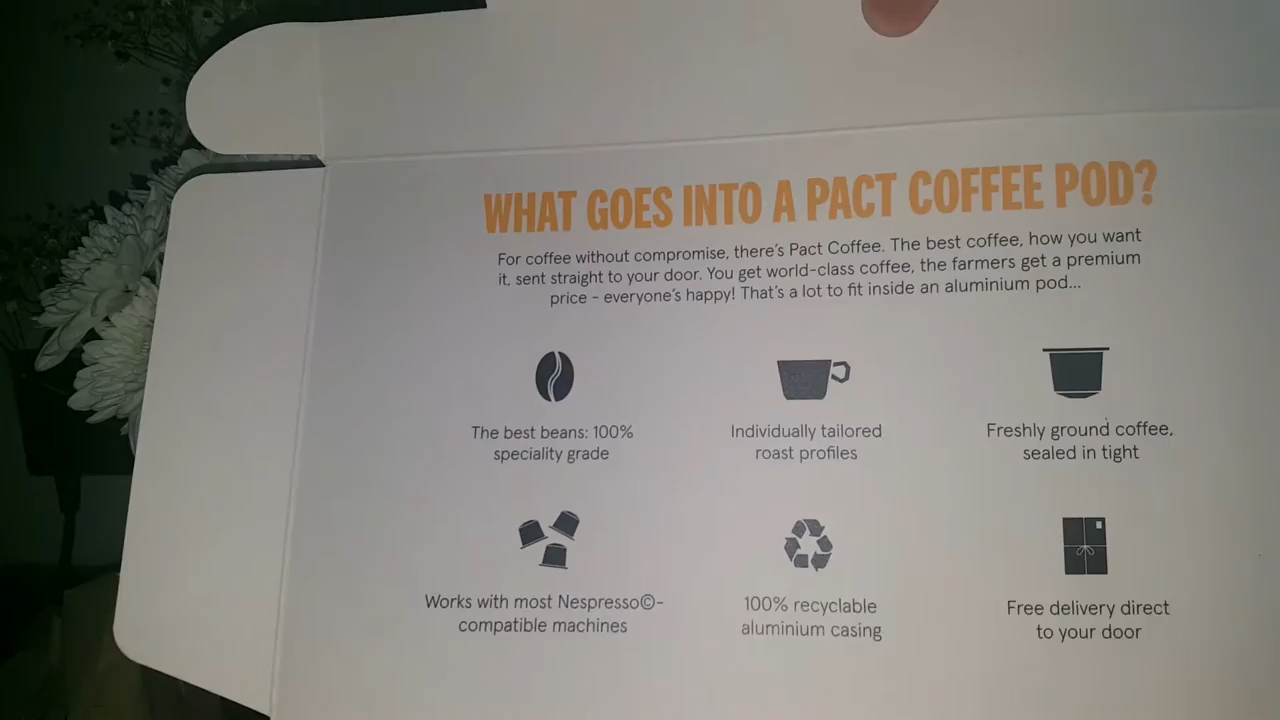 WHAT GOES INTO A PACT COFFEE POD?
For coffee without compromise, there's Pact Coffee. The best coffee, how you want
it, sent straight to your door. You get world-class coffee, the farmers get a premium
price - everyone's happy! That's a lot to fit inside an aluminium pod...
The best beans: 100%
speciality grade
Individually tailored
roast profiles
Freshly ground coffee,
sealed in tight
Works with most Nespresso©-
compatible machines
100% recyclable
aluminium casing
Free delivery direct
to your door